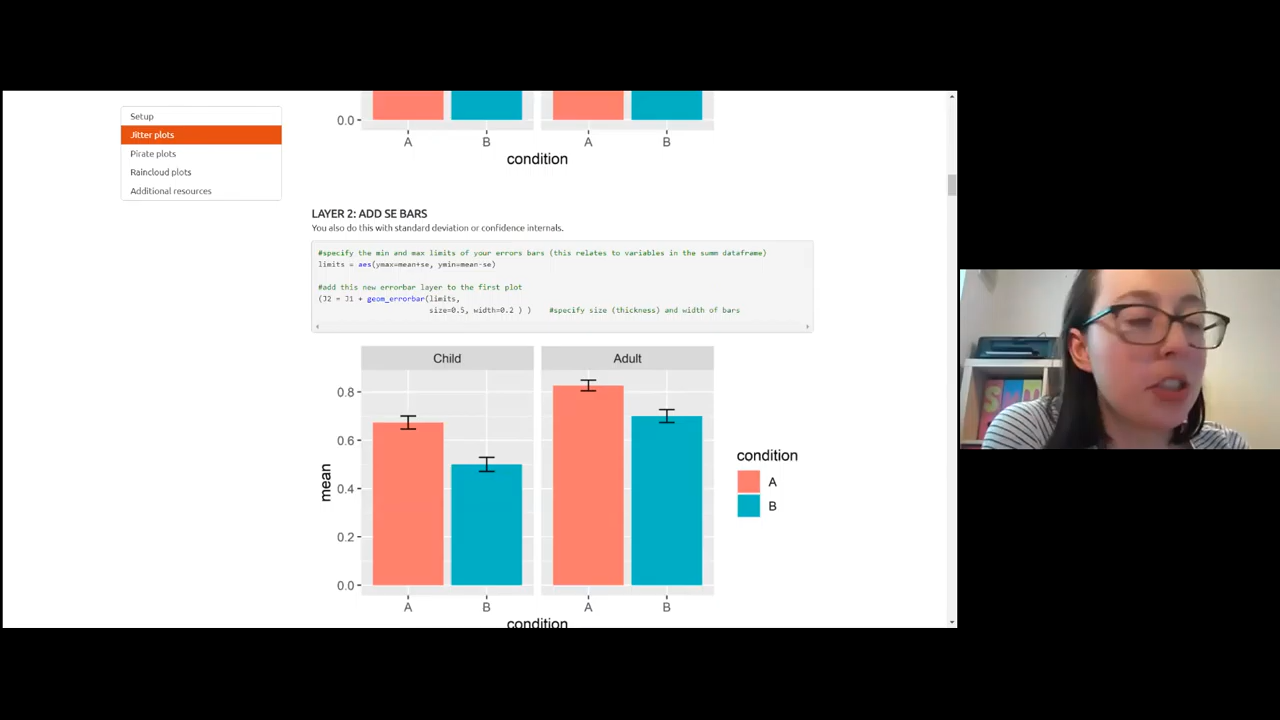 Setup
Jitter plots
Pirate plots
Raincloud plots
Additional resources
0.0
A B A B
condition
LAYER 2: ADD SE BARS
You also do this with standard deviation or confidence internals.
#specify the min and max limits of your errors bars (this relates to variables in the summ dataframe)
limits = aes(ymax=mean+se, ymin=mean-se)
#add this new errorbar layer to the first plot
(J2 = J1 + geom_errorbar(limits,
size=0.5, width=0.2 ) ) #specify size (thickness) and width of bars
Child Adult
0.8
0.6
0.4
0.2
0.0
mean
A B A B
condition
condition
A
B